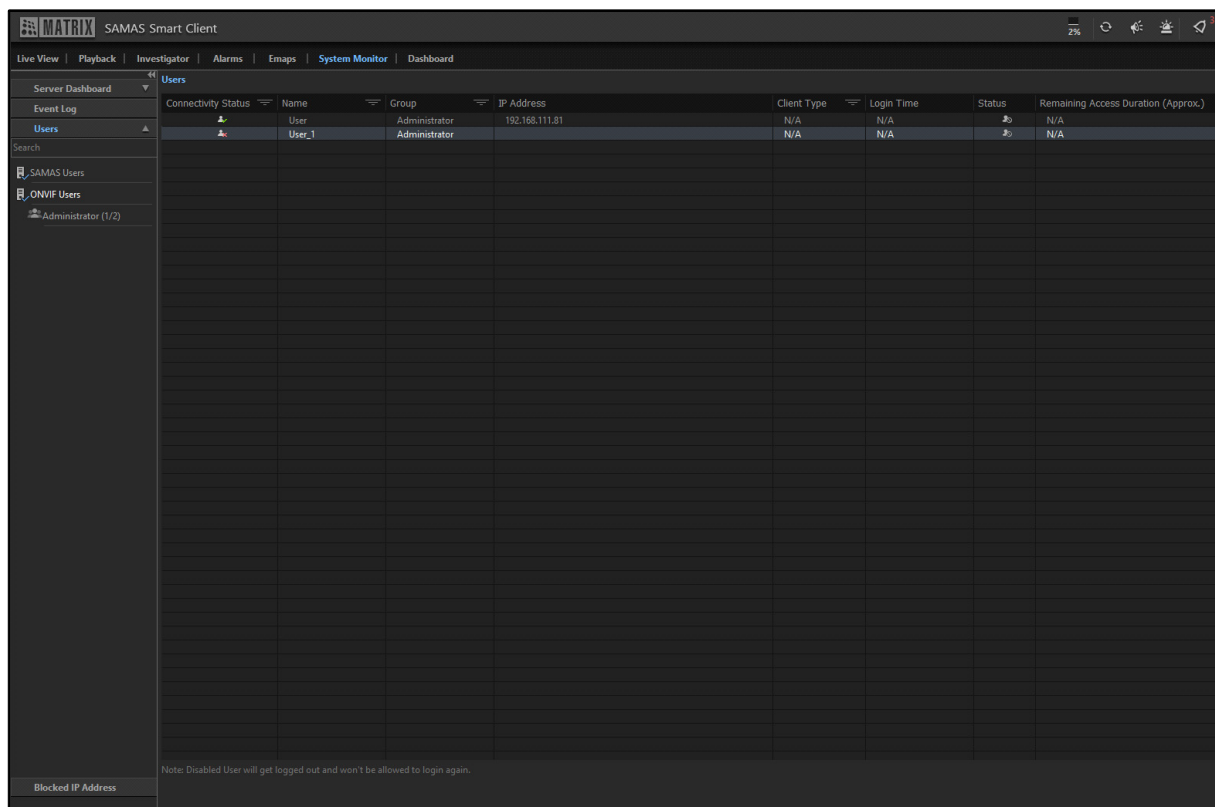 MATRIX SAMAS Smart Client
2%
3
Live View | Playback | Investigator | Alarms | Emaps | System Monitor | Dashboard
Server Dashboard
Event Log
Users
Search
SAMAS Users
ONVIF Users
Administrator (1/2)
Blocked IP Address
Users
Connectivity Status Name Group IP Address Client Type Login Time Status Remaining Access Duration (Approx.)
User Administrator 192.168.111.81 N/A N/A N/A
User_1 Administrator N/A N/A N/A
Note: Disabled User will get logged out and won't be allowed to login again.